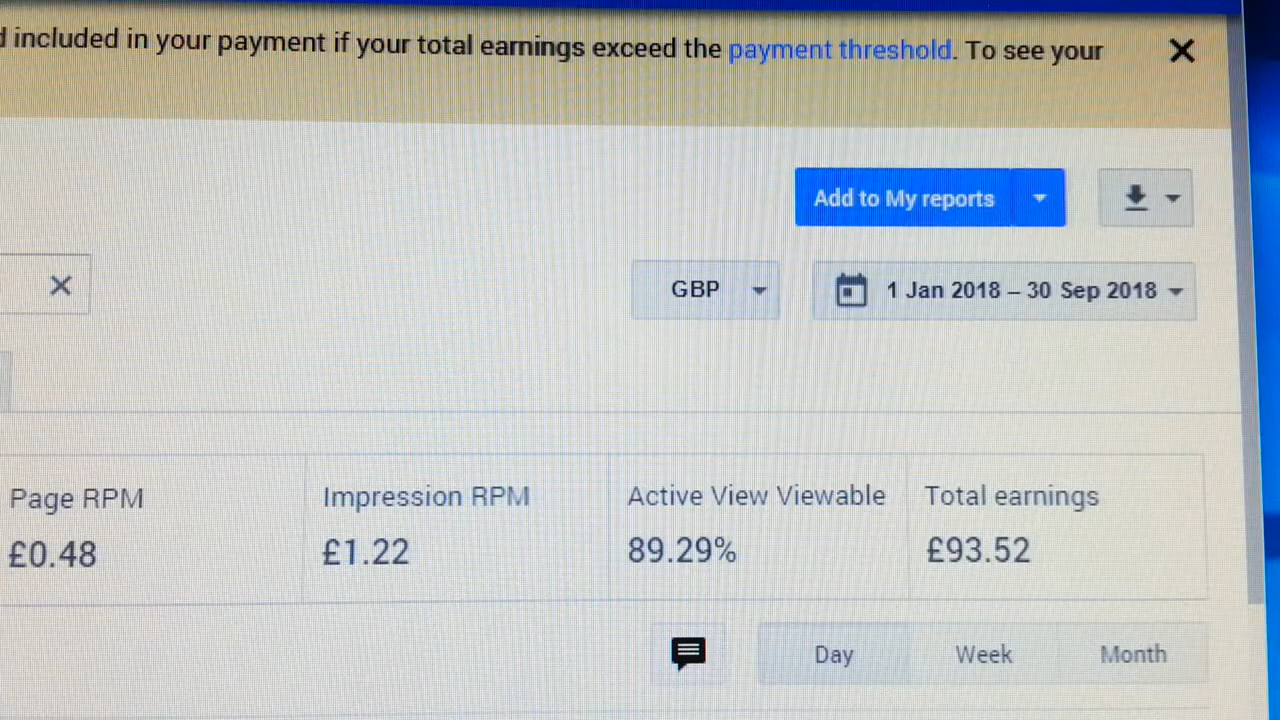 included in your payment if your total earnings exceed the payment threshold. To see your
Add to My reports
GBP
1 Jan 2018 – 30 Sep 2018
Page RPM
Impression RPM
Active View Viewable
Total earnings
£0.48
£1.22
89.29%
£93.52
Day
Week
Month